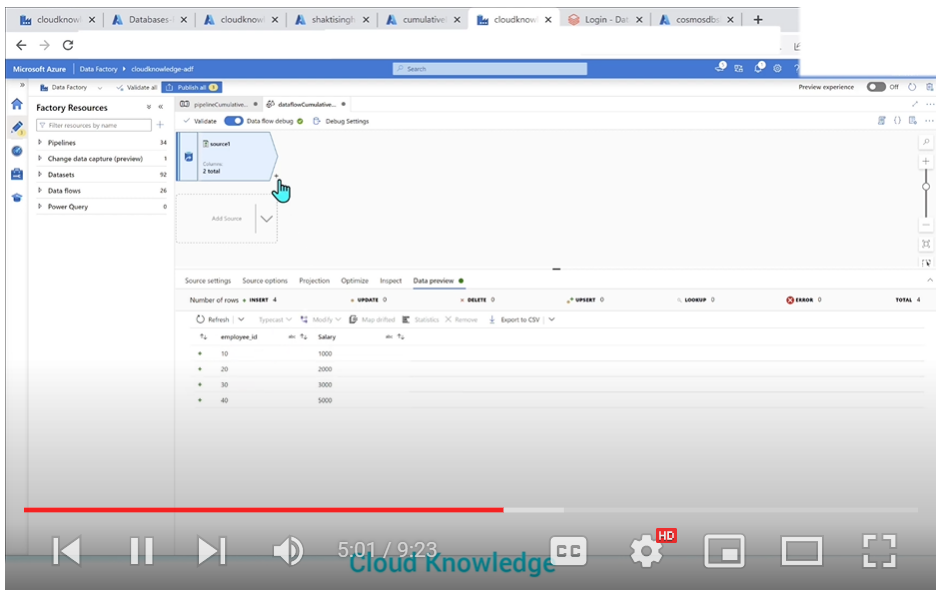 cloudknowl
Databases-
cloudknowl
shaktisingh
cumulative
cloudknowl
Login - Dat
cosmosdbs
Microsoft Azure
Data Factory
cloudknowledge-adf
Search
Data Factory
Validate all
Publish all
Preview experience
Off
Factory Resources
Filter resources by name
Pipelines 34
Change data capture (preview) 1
Datasets 92
Data flows 26
Power Query 0
pipelineCumulative...
dataflowCumulative...
Validate
Data flow debug
Debug Settings
source1
Columns:
2 total
Add Source
Source settings Source options Projection Optimize Inspect Data preview
Number of rows INSERT 4 UPDATE 0 DELETE 0 UPSERT 0 LOOKUP 0 ERROR 0 TOTAL 4
Refresh Typecast Modify Map drifted Statistics Remove Export to CSV
employee_id abc Salary abc
10 1000
20 2000
30 3000
40 5000
5:01 / 9:23
CC
HD
Cloud Knowledge